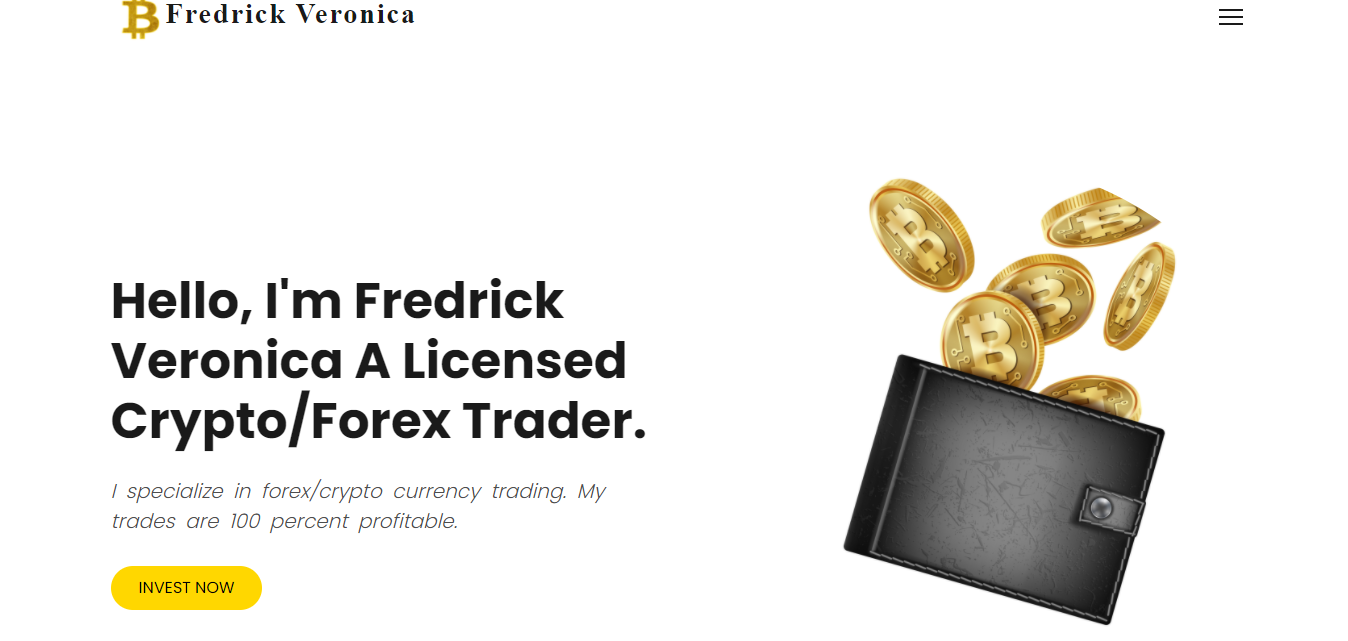 Fredrick Veronica
Hello, I'm Fredrick
Veronica A Licensed
Crypto/Forex Trader.
I specialize in forex/crypto currency trading. My
trades are 100 percent profitable.
INVEST NOW